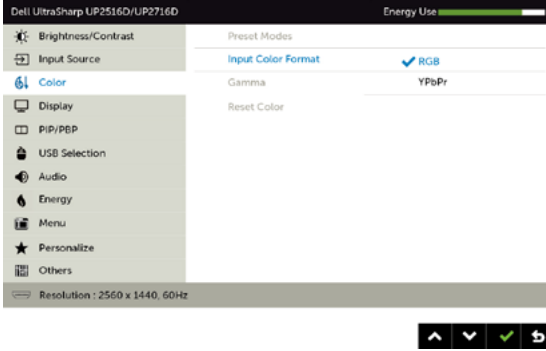 Dell UltraSharp UP2516D/UP2716D Energy Use
Brightness/Contrast Preset Modes
Input Source Input Color Format RGB
Color Gamma YPbPr
Display Reset Color
PIP/PBP
USB Selection
Audio
Energy
Menu
Personalize
Others
Resolution : 2560 x 1440, 60Hz